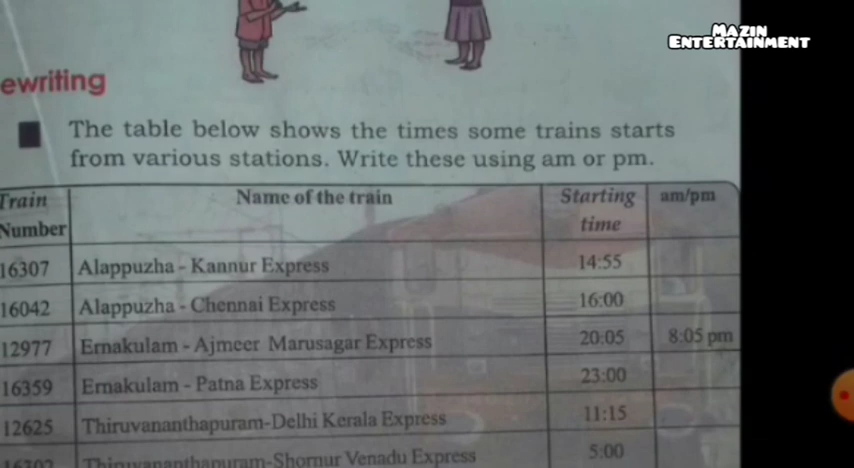 MAZIN
ENTERTAINMENT
ewriting
The table below shows the times some trains starts
from various stations. Write these using am or pm.
Train Number | Name of the train | Starting time | am/pm
16307 | Alappuzha - Kannur Express | 14:55
16042 | Alappuzha - Chennai Express | 16:00
12977 | Ernakulam - Ajmeer Marusagar Express | 20:05 | 8:05 pm
16359 | Ernakulam - Patna Express | 23:00
12625 | Thiruvananthapuram-Delhi Kerala Express | 11:15
16302 | Thiruvananthapuram-Shornur Venadu Express | 5:00